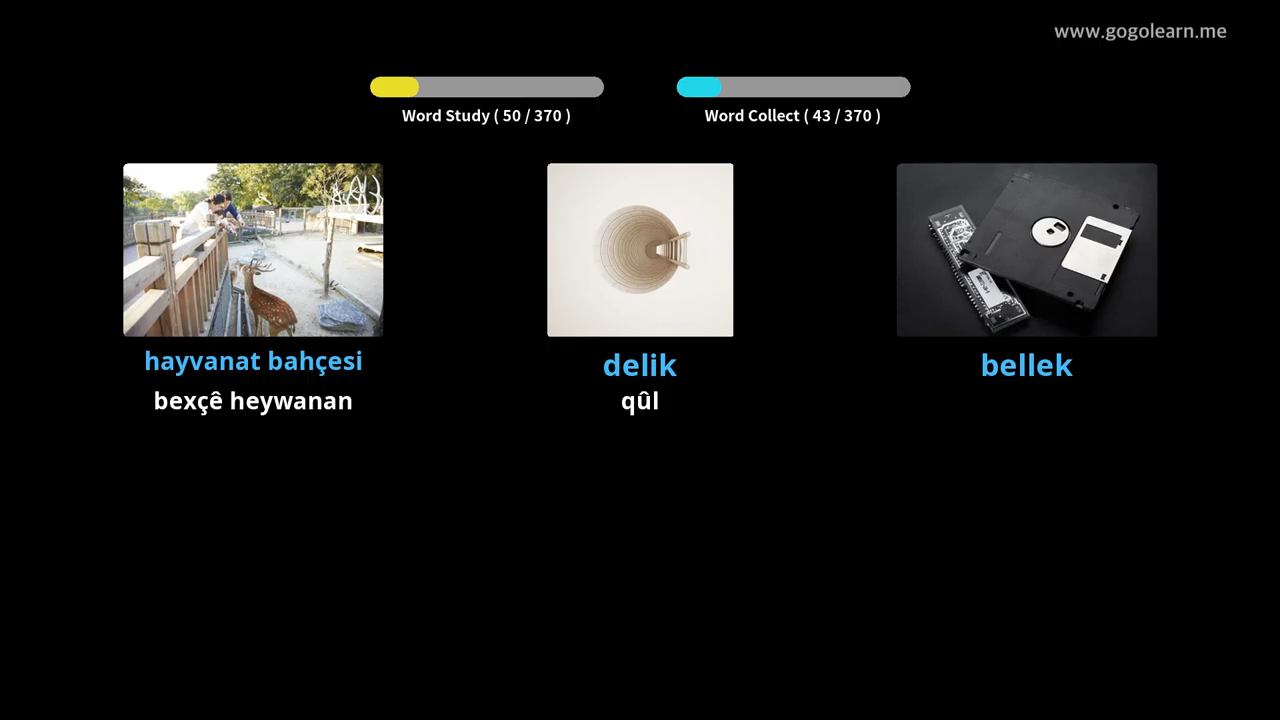 www.gogolearn.me
Word Study ( 50 / 370 )
Word Collect ( 43 / 370 )
hayvanat bahçesi
bexçê heywanan
delik
qûl
bellek